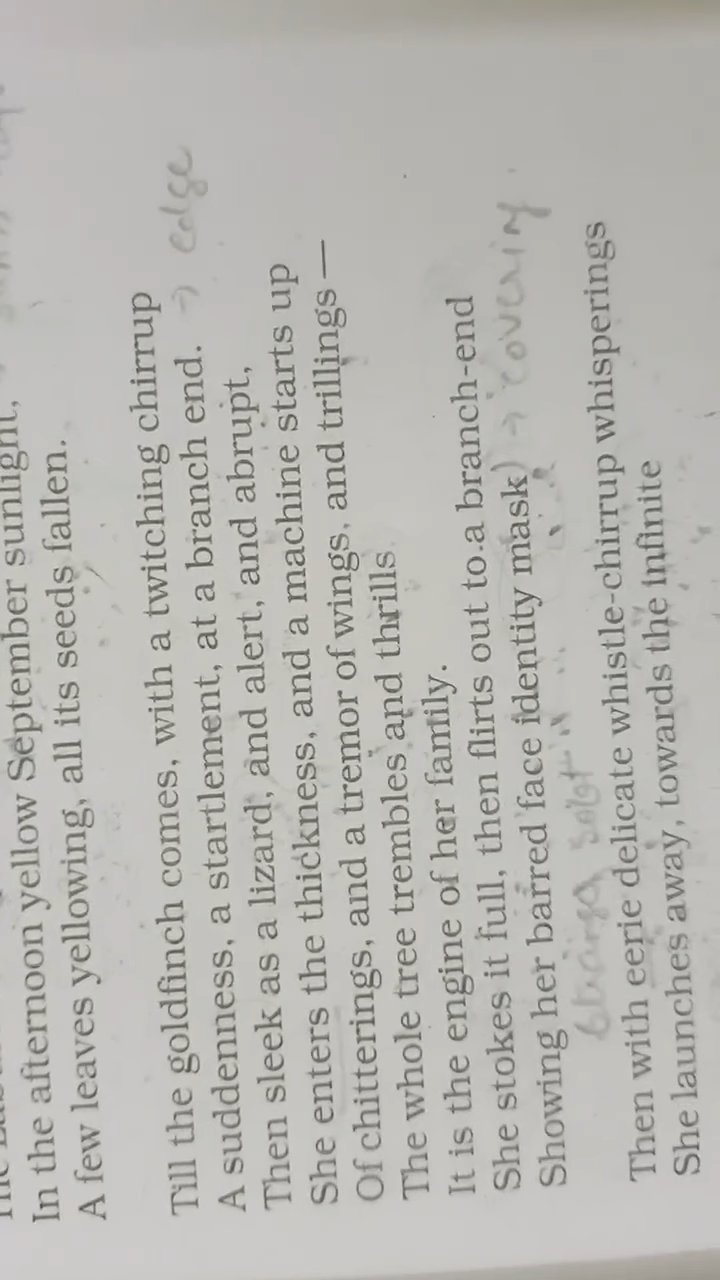 In the afternoon yellow September sunlight,
A few leaves yellowing, all its seeds fallen.
Till the goldfinch comes, with a twitching chirrup
A suddenness, a startlement, at a branch end. → edge
Then sleek as a lizard, and alert, and abrupt,
She enters the thickness, and a machine starts up
Of chitterings, and a tremor of wings, and trillings —
The whole tree trembles and thrills
It is the engine of her family.
She stokes it full, then flirts out to a branch-end
Showing her barred face identity mask) → covering
Then with eerie delicate whistle-chirrup whisperings
She launches away, towards the infinite